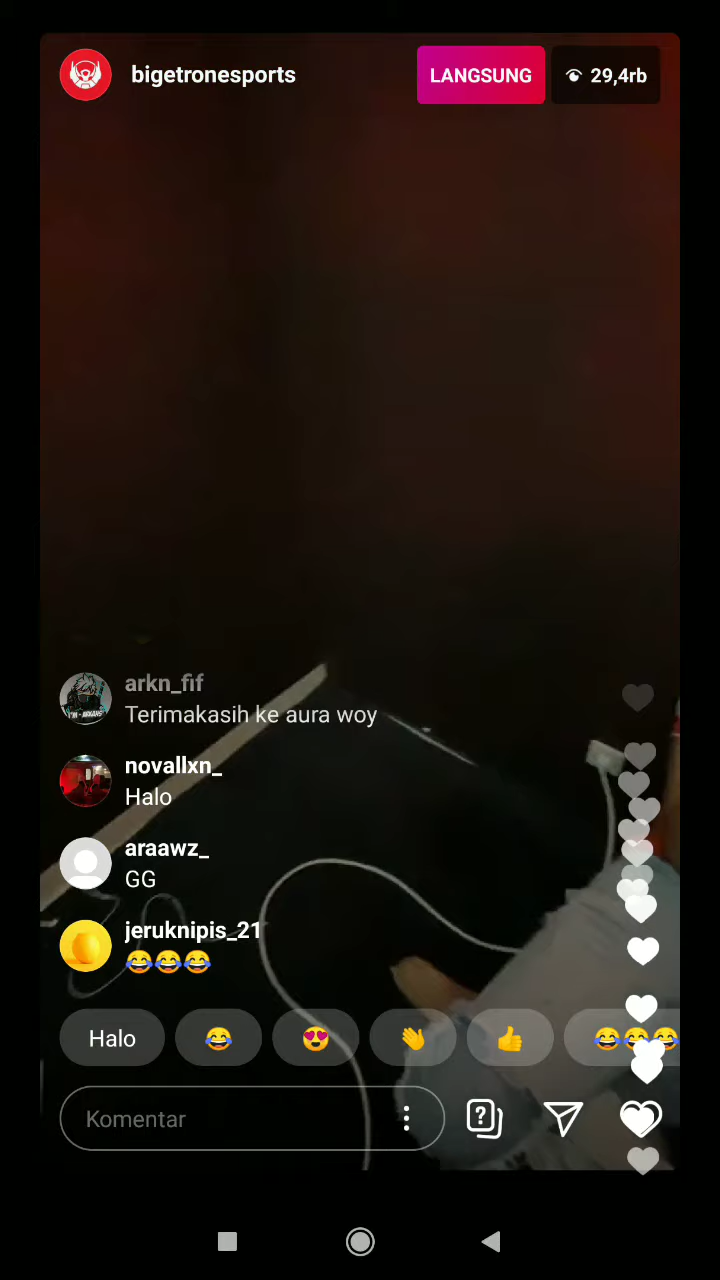 bigetronesports
LANGSUNG
29,4rb
arkn_fif
Terimakasih ke aura woy
novallxn_
Halo
araawz_
GG
jeruknipis_21
😂😂😂
Halo 😂 😍 👋 👍 😂😂😂
Komentar